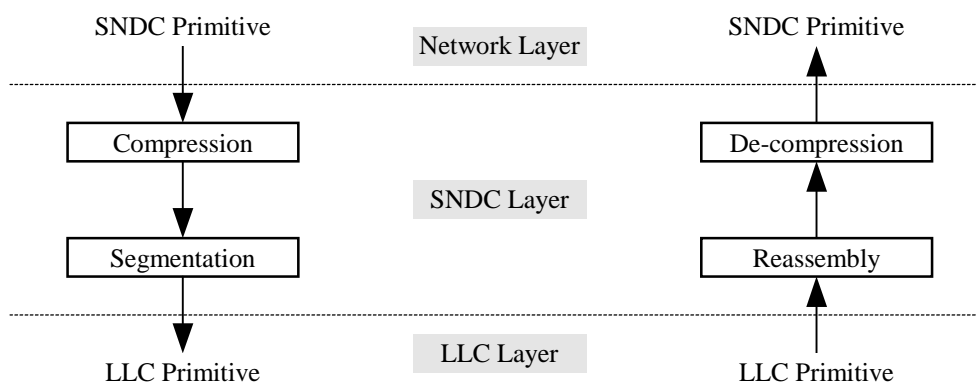 SNDC Primitive
Network Layer
SNDC Primitive
Compression
De-compression
SNDC Layer
Segmentation
Reassembly
LLC Layer
LLC Primitive
LLC Primitive